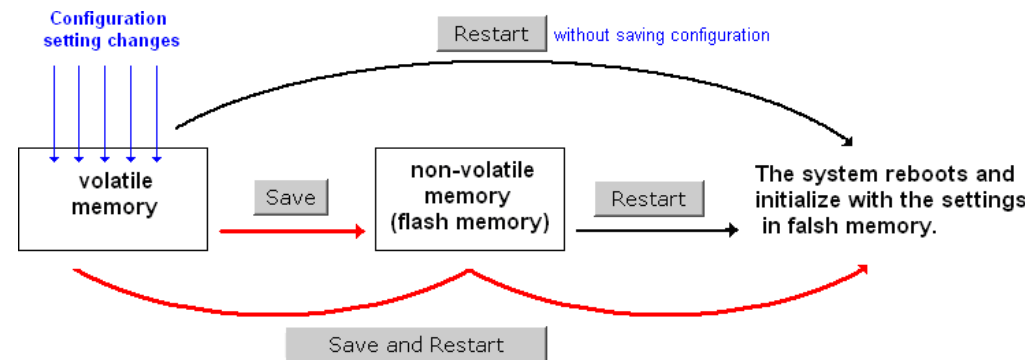 Configuration
setting changes
Restart
without saving configuration
volatile
memory
Save
non-volatile
memory
(flash memory)
Restart
The system reboots and
initialize with the settings
in falsh memory.
Save and Restart